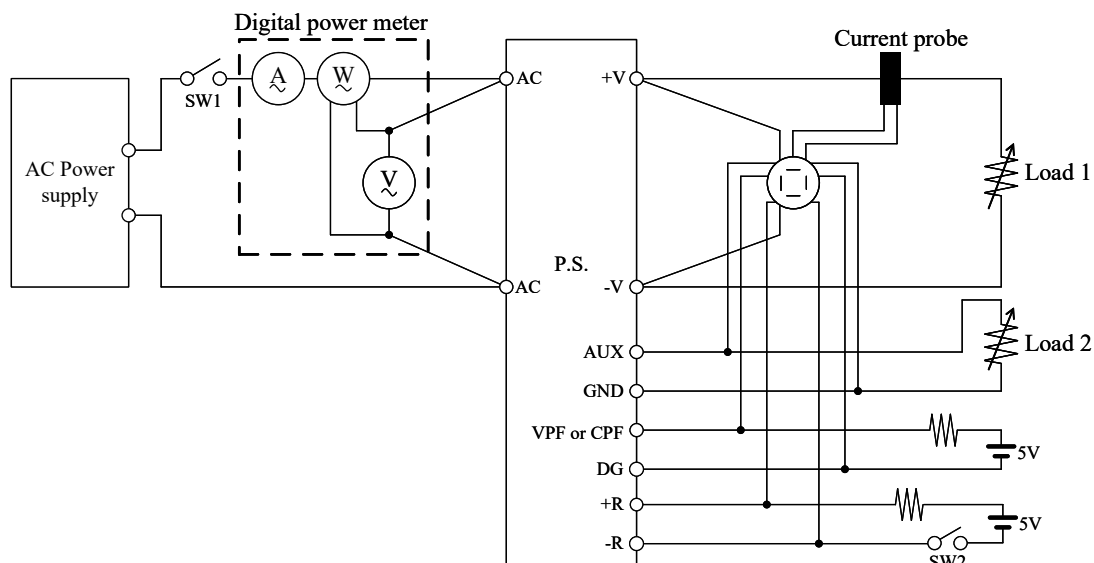 Digital power meter
Current probe
A
W
AC
+V
SW1
AC Power
supply
V
Load 1
P.S.
AC
-V
AUX
Load 2
GND
VPF or CPF
5V
DG
+R
5V
-R
SW2